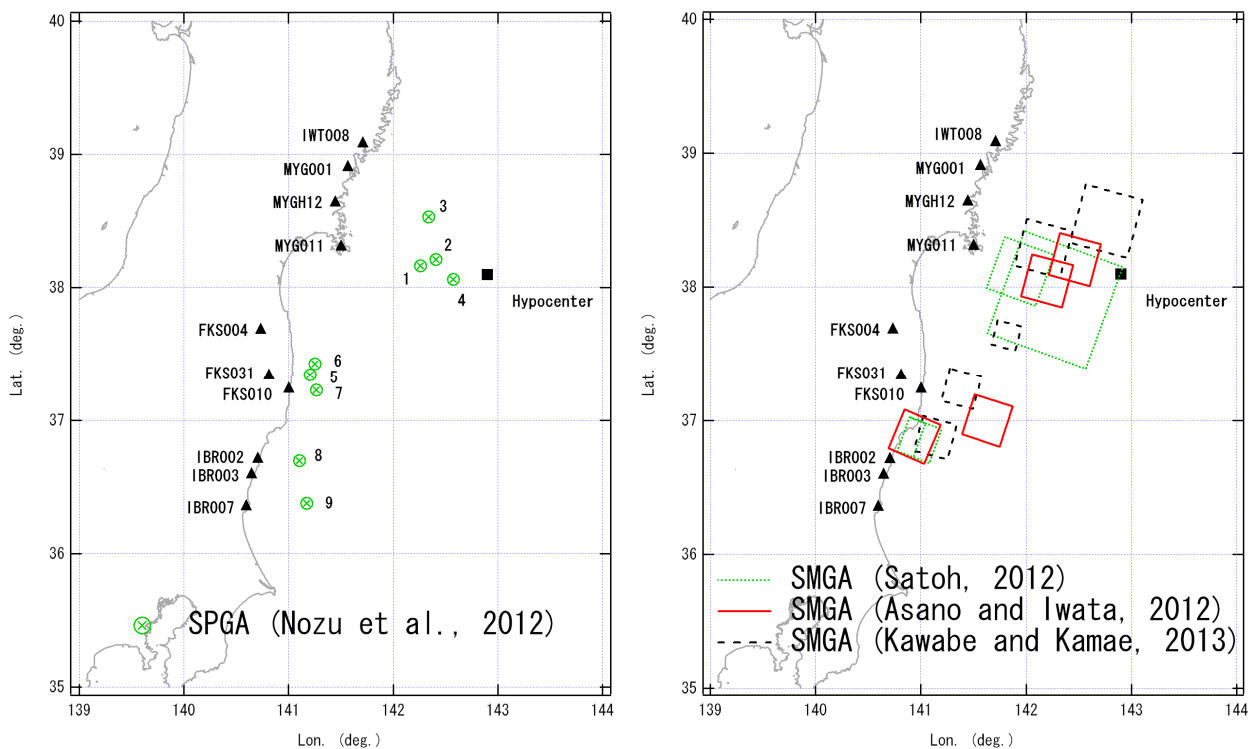 40
39
38
37
36
35
Lat. (deg.)
IWT008
MYG001
MYGH12
MYG011
FKS004
FKS031
FKS010
IBR002
IBR003
IBR007
3
2
1
4
Hypocenter
6
5
7
8
9
SPGA (Nozu et al., 2012)
139 140 141 142 143 144
Lon. (deg.)
40
39
38
37
36
35
Lat. (deg.)
IWT008
MYG001
MYGH12
MYG011
Hypocenter
FKS004
FKS031
FKS010
IBR002
IBR003
IBR007
SMGA (Satoh, 2012)
SMGA (Asano and Iwata, 2012)
SMGA (Kawabe and Kamae, 2013)
139 140 141 142 143 144
Lon. (deg.)